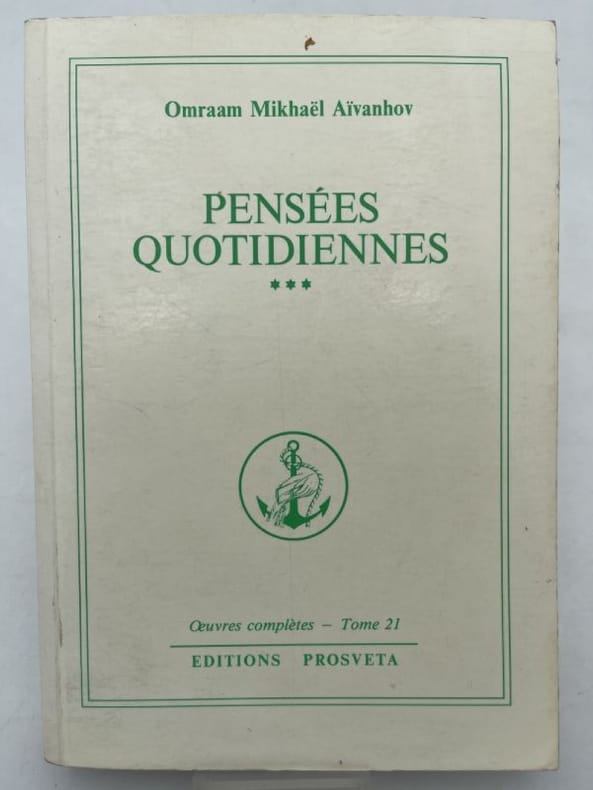 Omraam Mikhaël Aïvanhov
PENSÉES
QUOTIDIENNES
***
Œuvres complètes – Tome 21
EDITIONS PROSVETA